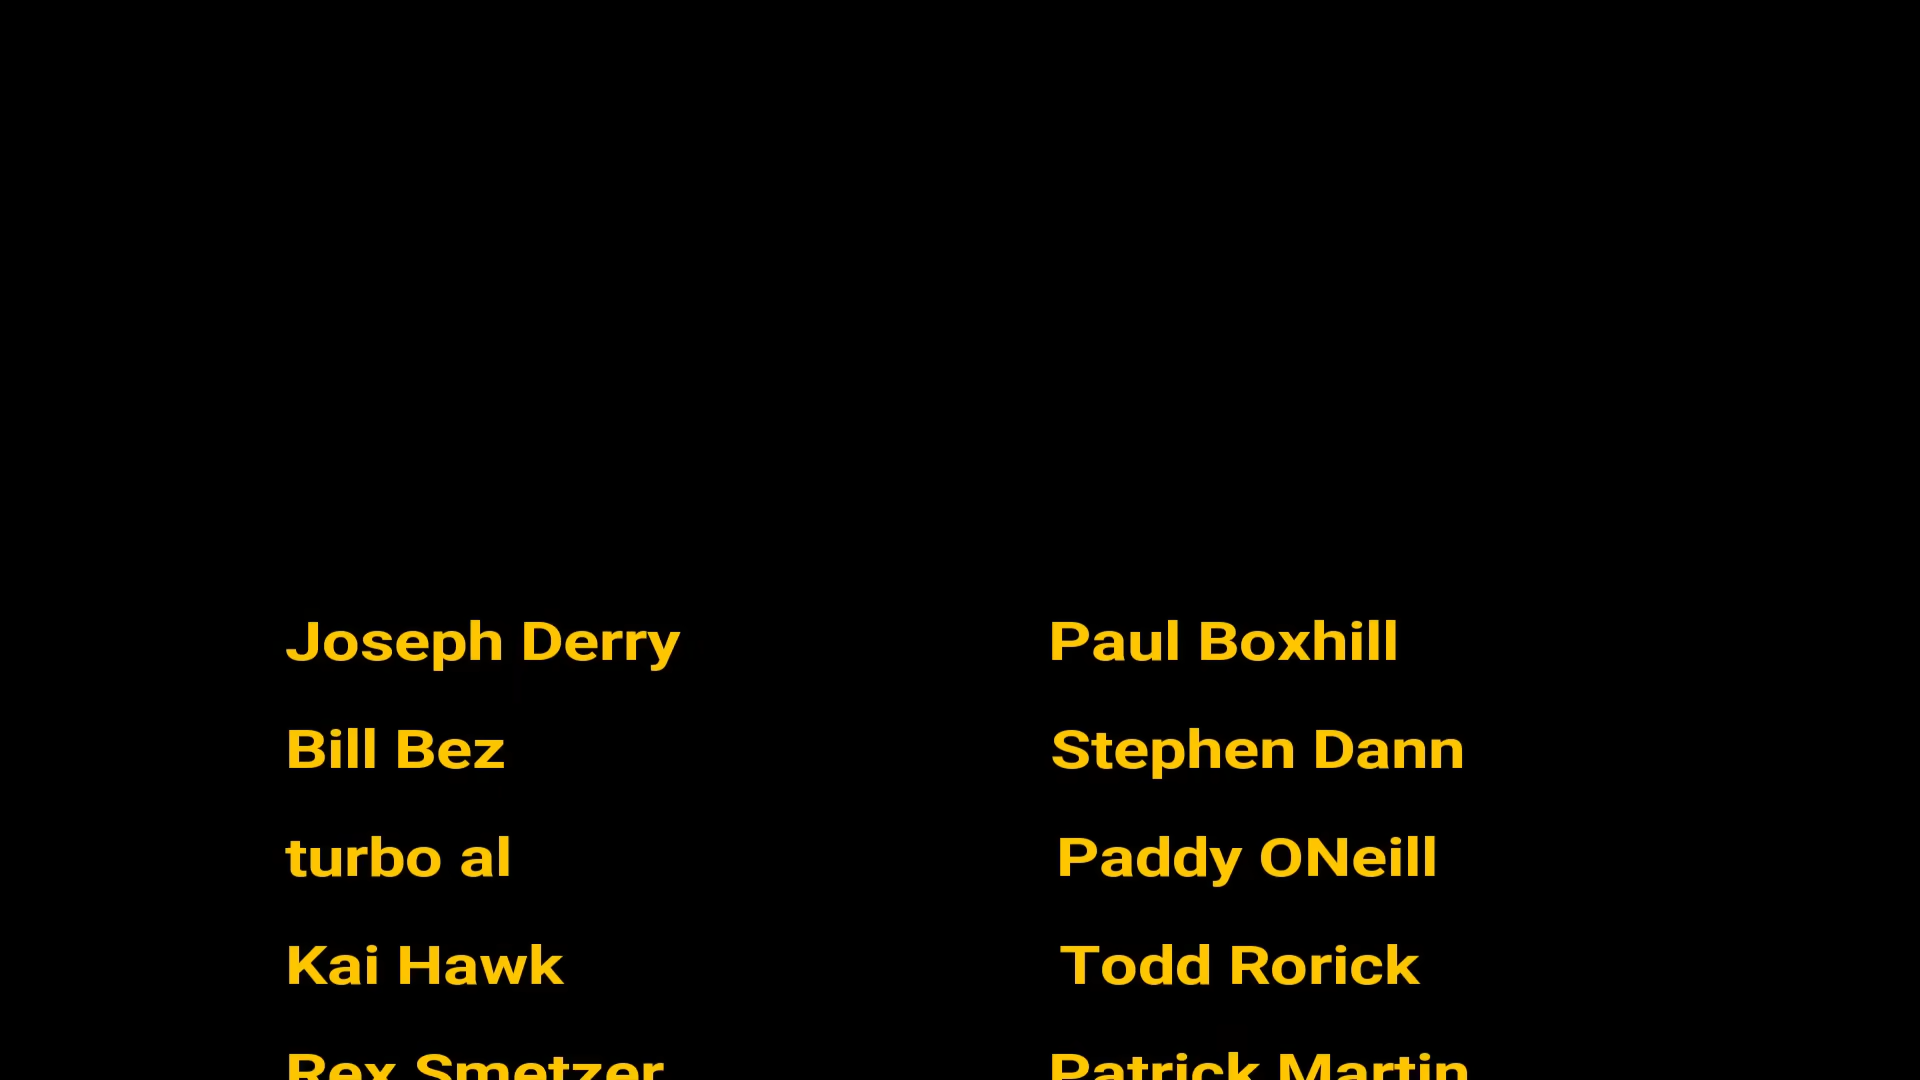 Joseph Derry Paul Boxhill
Bill Bez Stephen Dann
turbo al Paddy ONeill
Kai Hawk Todd Rorick
Rex Smetzer Patrick Martin